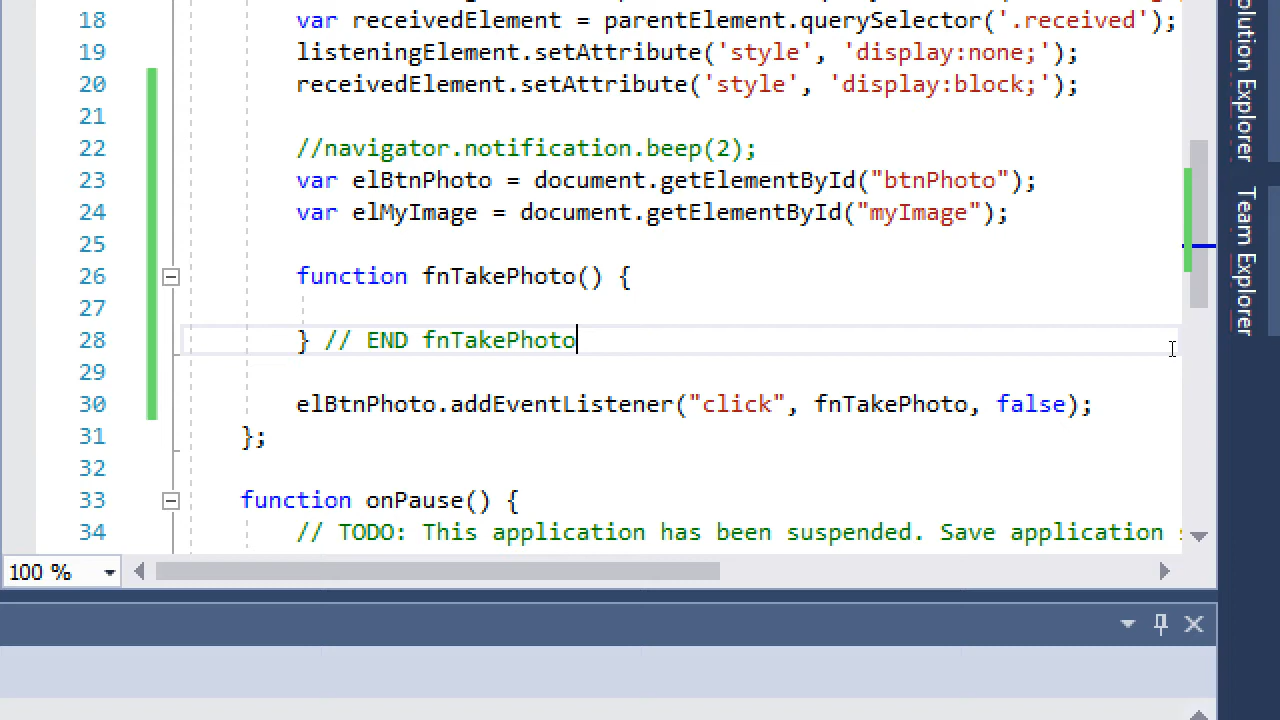 18 var receivedElement = parentElement.querySelector('.received');
19 listeningElement.setAttribute('style', 'display:none;');
20 receivedElement.setAttribute('style', 'display:block;');
21
22 //navigator.notification.beep(2);
23 var elBtnPhoto = document.getElementById("btnPhoto");
24 var elMyImage = document.getElementById("myImage");
25
26 function fnTakePhoto() {
27
28 } // END fnTakePhoto
29
30 elBtnPhoto.addEventListener("click", fnTakePhoto, false);
31 };
32
33 function onPause() {
34 // TODO: This application has been suspended. Save application
100 %
olution Explorer
Team Explorer